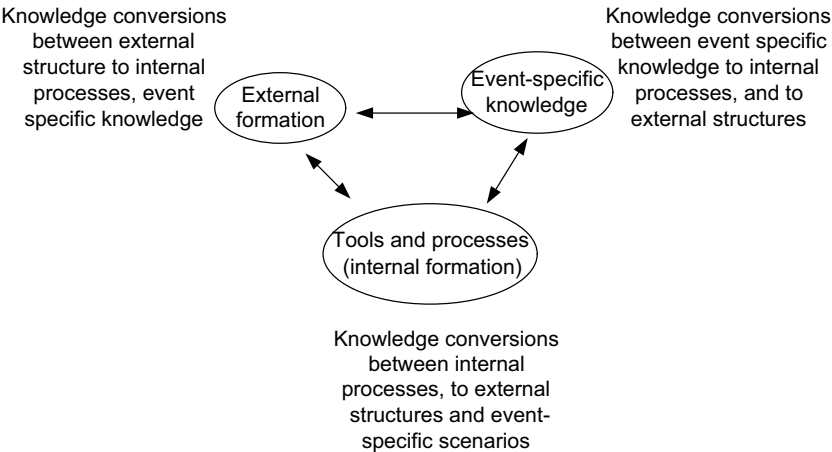 Knowledge conversions
between external
structure to internal
processes, event
specific knowledge
External
formation
Event-specific
knowledge
Knowledge conversions
between event specific
knowledge to internal
processes, and to
external structures
Tools and processes
(internal formation)
Knowledge conversions
between internal
processes, to external
structures and event-
specific scenarios